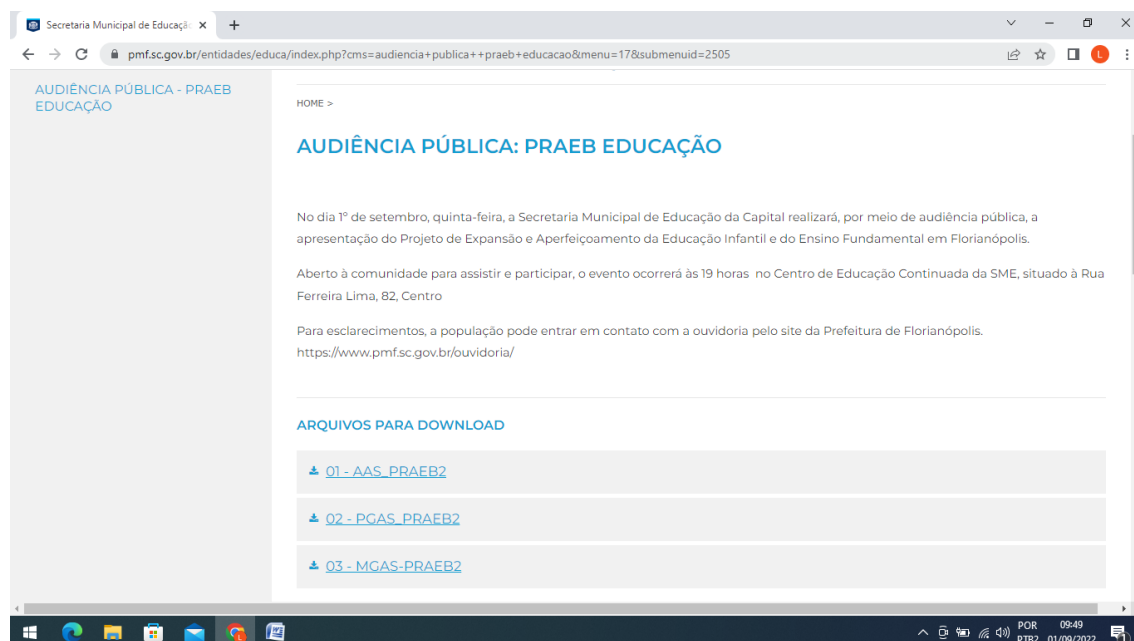 Secretaria Municipal de Educaçã
pmf.sc.gov.br/entidades/educa/index.php?cms=audiencia+publica++praeb+educacao&menu=17&submenuid=2505
L
AUDIÊNCIA PÚBLICA - PRAEB
EDUCAÇÃO
HOME >
AUDIÊNCIA PÚBLICA: PRAEB EDUCAÇÃO
No dia 1º de setembro, quinta-feira, a Secretaria Municipal de Educação da Capital realizará, por meio de audiência pública, a
apresentação do Projeto de Expansão e Aperfeiçoamento da Educação Infantil e do Ensino Fundamental em Florianópolis.
Aberto à comunidade para assistir e participar, o evento ocorrerá às 19 horas no Centro de Educação Continuada da SME, situado à Rua
Ferreira Lima, 82, Centro
Para esclarecimentos, a população pode entrar em contato com a ouvidoria pelo site da Prefeitura de Florianópolis.
https://www.pmf.sc.gov.br/ouvidoria/
ARQUIVOS PARA DOWNLOAD
01 - AAS_PRAEB2
02 - PGAS_PRAEB2
03 - MGAS-PRAEB2
POR 09:49
PTB2 01/09/2022